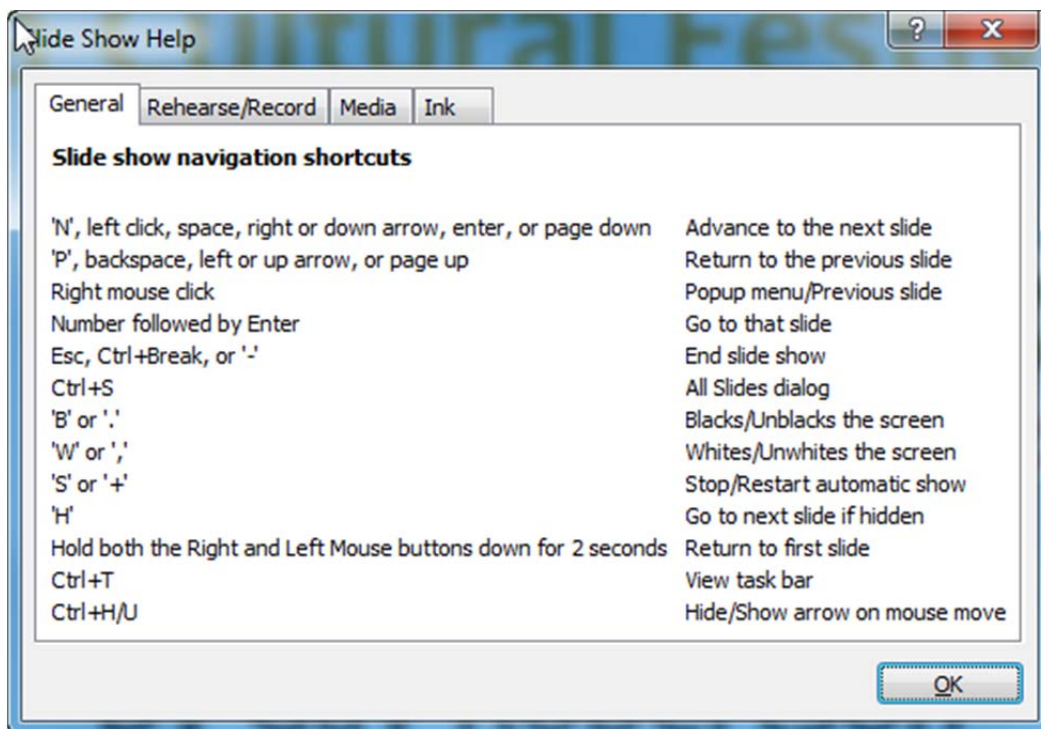 lide Show Help
General Rehearse/Record Media Ink
Slide show navigation shortcuts
'N', left click, space, right or down arrow, enter, or page down Advance to the next slide
'P', backspace, left or up arrow, or page up Return to the previous slide
Right mouse click Popup menu/Previous slide
Number followed by Enter Go to that slide
Esc, Ctrl+Break, or '-' End slide show
Ctrl+S All Slides dialog
'B' or '.' Blacks/Unblacks the screen
'W' or ',' Whites/Unwhites the screen
'S' or '+' Stop/Restart automatic show
'H' Go to next slide if hidden
Hold both the Right and Left Mouse buttons down for 2 seconds Return to first slide
Ctrl+T View task bar
Ctrl+H/U Hide/Show arrow on mouse move
OK